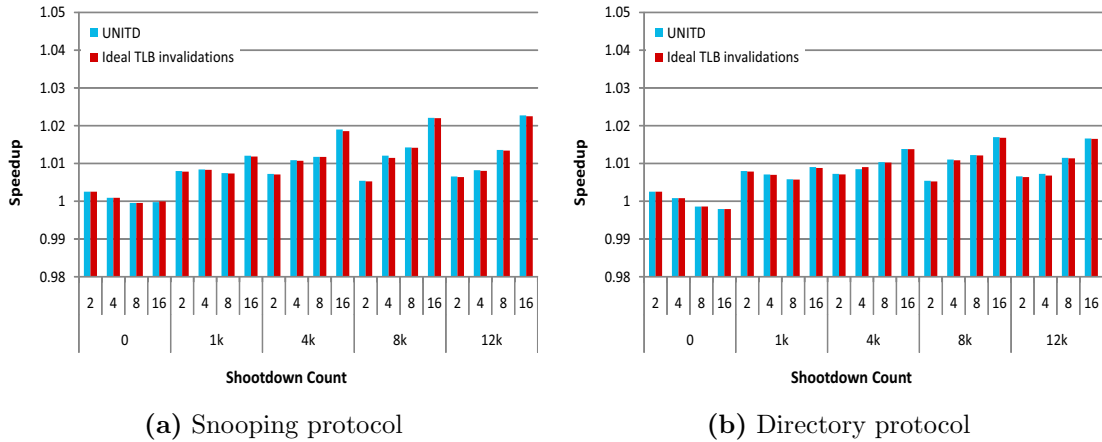 1.05
1.04
1.03
1.02
1.01
1
0.99
0.98
Speedup
UNITD
Ideal TLB invalidations
2 4 8 16 2 4 8 16 2 4 8 16 2 4 8 16 2 4 8 16
0 1k 4k 8k 12k
Shootdown Count
(a) Snooping protocol
1.05
1.04
1.03
1.02
1.01
1
0.99
0.98
Speedup
UNITD
Ideal TLB invalidations
2 4 8 16 2 4 8 16 2 4 8 16 2 4 8 16 2 4 8 16
0 1k 4k 8k 12k
Shootdown Count
(b) Directory protocol